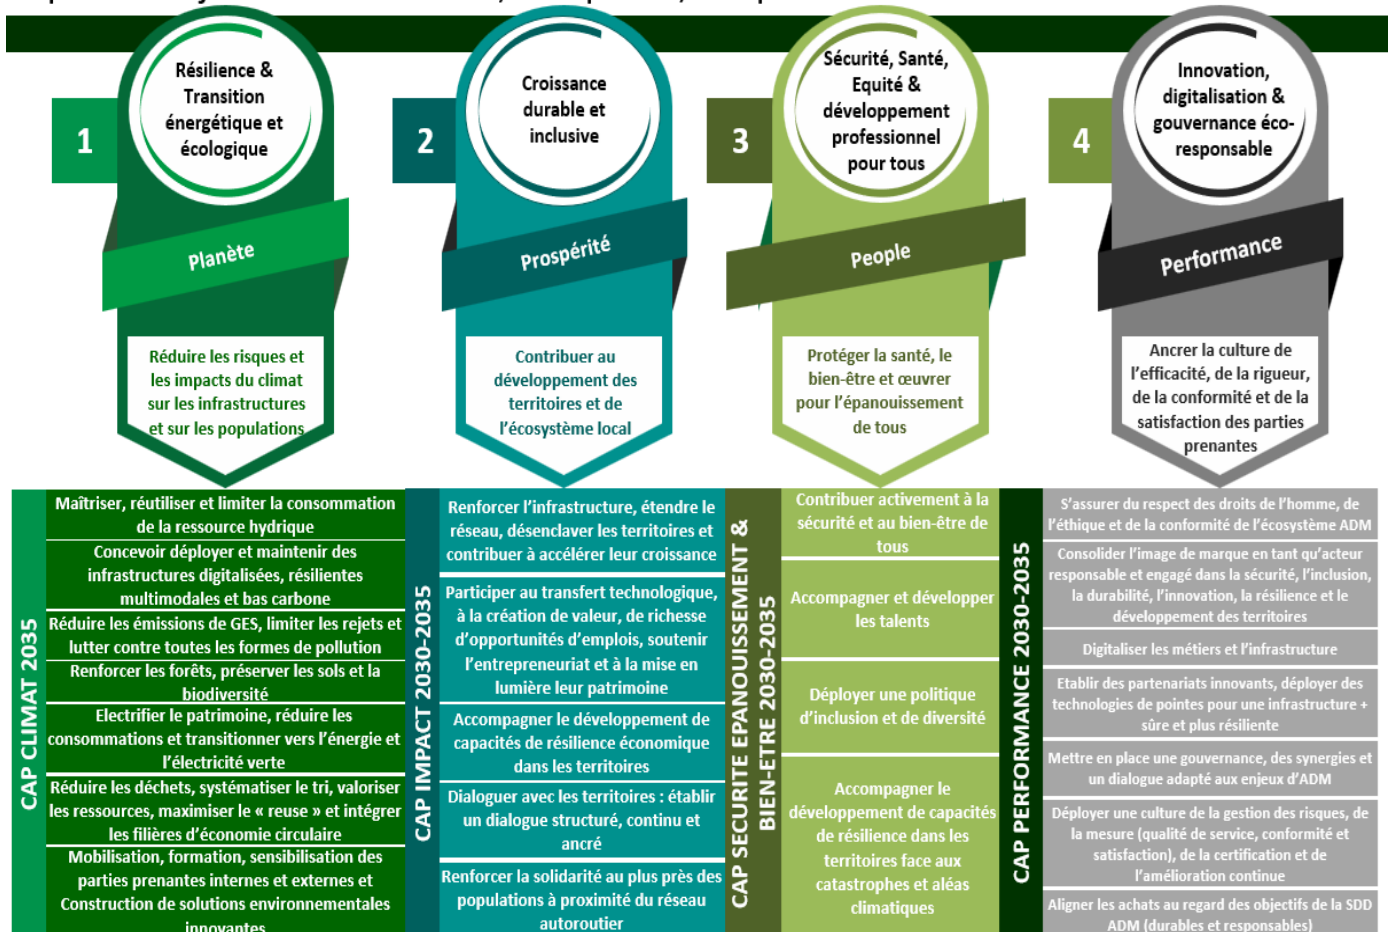 1
Résilience &
Transition
énergétique et
écologique
Planète
Réduire les risques et
les impacts du climat
sur les infrastructures
et sur les populations
2
Croissance
durable et
inclusive
Prospérité
Contribuer au
développement des
territoires et de
l’écosystème local
3
Sécurité, Santé,
Equité &
développement
professionnel
pour tous
People
Protéger la santé, le
bien-être et œuvrer
pour l’épanouissement
de tous
4
Innovation,
digitalisation &
gouvernance éco-
responsable
Performance
Ancrer la culture de
l’efficacité, de la rigueur,
de la conformité et de la
satisfaction des parties
prenantes
CAP CLIMAT 2035
Maîtriser, réutiliser et limiter la consommation
de la ressource hydrique
Concevoir déployer et maintenir des
infrastructures digitalisées, résilientes
multimodales et bas carbone
Réduire les émissions de GES, limiter les rejets et
lutter contre toutes les formes de pollution
Renforcer les forêts, préserver les sols et la
biodiversité
Electrifier le patrimoine, réduire les
consommations et transitionner vers l’énergie et
l’électricité verte
Réduire les déchets, systématiser le tri, valoriser
les ressources, maximiser le « reuse » et intégrer
les filières d’économie circulaire
Mobilisation, formation, sensibilisation des
parties prenantes internes et externes et
Construction de solutions environnementales
innovantes
CAP IMPACT 2030-2035
Renforcer l’infrastructure, étendre le
réseau, désenclaver les territoires et
contribuer à accélérer leur croissance
Participer au transfert technologique,
à la création de valeur, de richesse
d’opportunités d’emplois, soutenir
l’entrepreneuriat et à la mise en
lumière leur patrimoine
Accompagner le développement de
capacités de résilience économique
dans les territoires
Dialoguer avec les territoires : établir
un dialogue structuré, continu et
ancré
Renforcer la solidarité au plus près des
populations à proximité du réseau
autoroutier
CAP SECURITE EPANOUISSEMENT &
BIEN-ETRE 2030-2035
Contribuer activement à la
sécurité et au bien-être de
tous
Accompagner et développer
les talents
Déployer une politique
d’inclusion et de diversité
Accompagner le
développement de capacités
de résilience dans les
territoires face aux
catastrophes et aléas
climatiques
CAP PERFORMANCE 2030-2035
S’assurer du respect des droits de l’homme, de
l’éthique et de la conformité de l’écosystème ADM
Consolider l’image de marque en tant qu’acteur
responsable et engagé dans la sécurité, l’inclusion,
la durabilité, l’innovation, la résilience et le
développement des territoires
Digitaliser les métiers et l’infrastructure
Etablir des partenariats innovants, déployer des
technologies de pointes pour une infrastructure +
sûre et plus résiliente
Mettre en place une gouvernance, des synergies et
un dialogue adapté aux enjeux d’ADM
Déployer une culture de la gestion des risques, de
la mesure (qualité de service, conformité et
satisfaction), de la certification et de
l’amélioration continue
Aligner les achats au regard des objectifs de la SDD
ADM (durables et responsables)